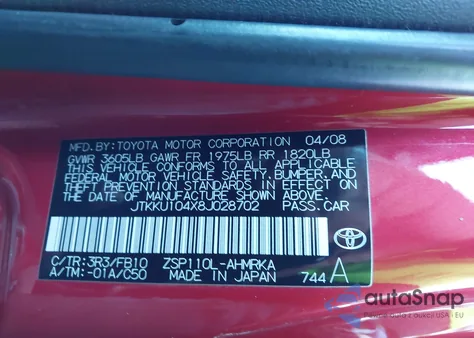 MFD.BY:TOYOTA MOTOR CORPORATION 04/08
GVWR 3605LB GAWR FR 1975LB RR 1820LB
THIS VEHICLE CONFORMS TO ALL APPLICABLE
FEDERAL MOTOR VEHICLE SAFETY,BUMPER,AND
THEFT PREVENTION STANDARDS IN EFFECT ON
THE DATE OF MANUFACTURE SHOWN ABOVE.
JTKKU104X8J028702 PASS.CAR
C/TR:3R3/FB10 ZSP110L-AHMRKA
A/TM:-01A/C50 MADE IN JAPAN 744 A
TOYOTA
autoSnap